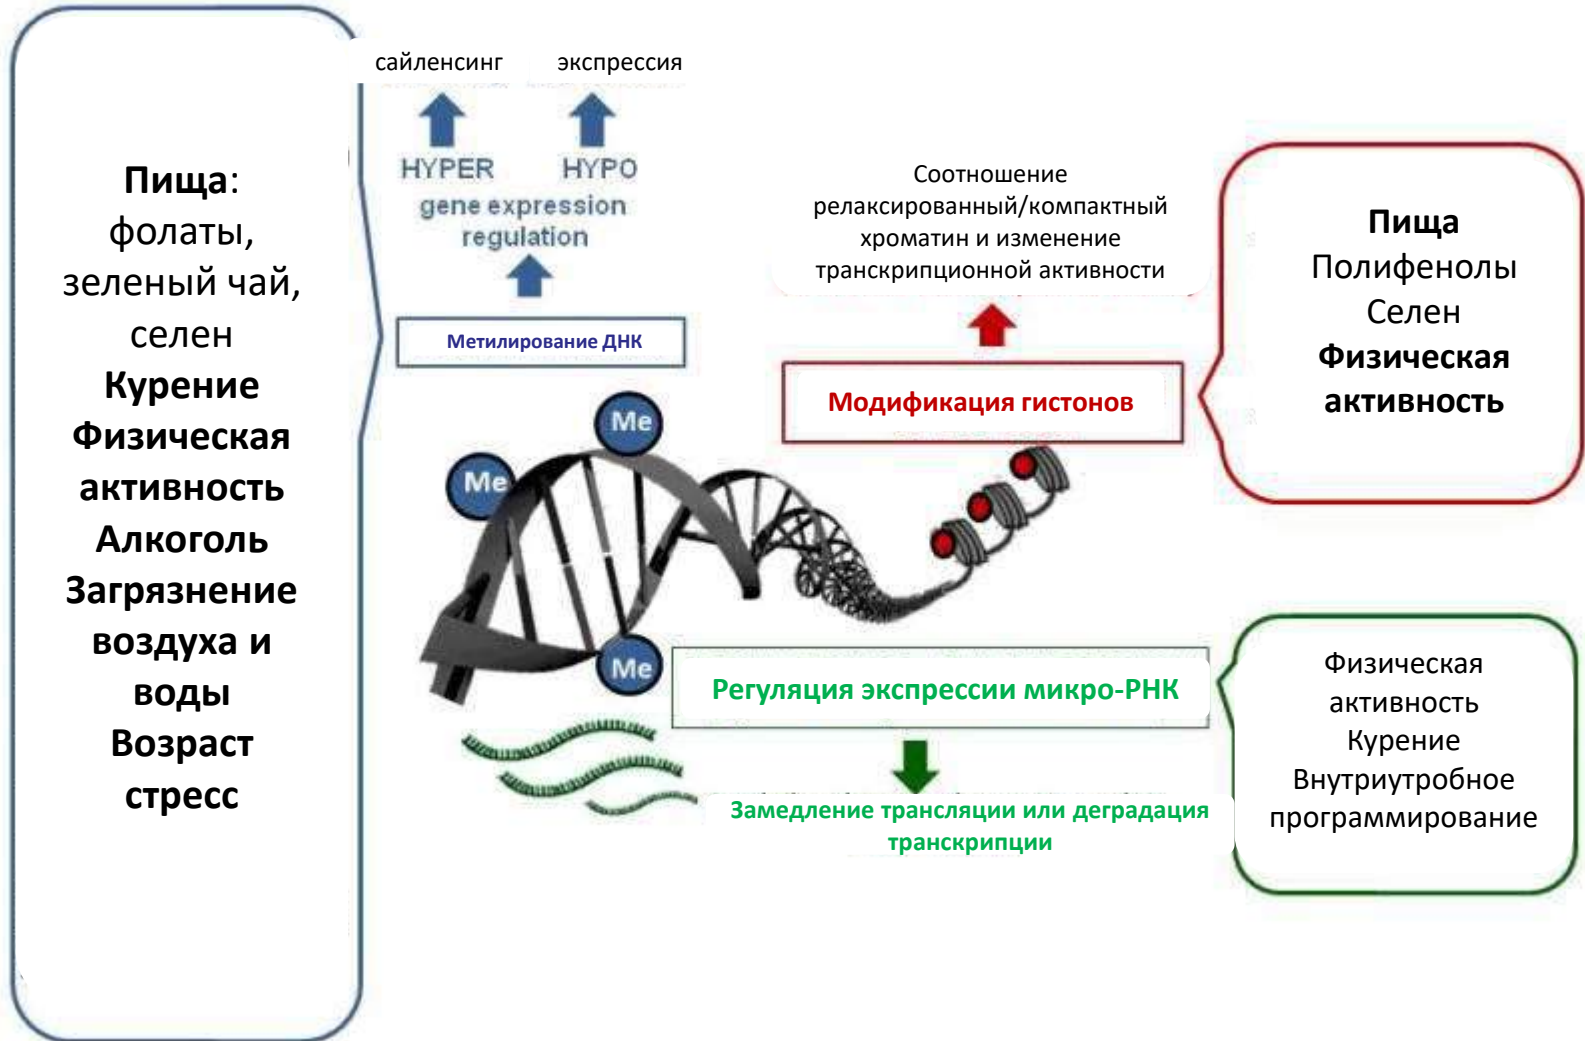 Пища:
фолаты,
зеленый чай,
селен
Курение
Физическая
активность
Алкоголь
Загрязнение
воздуха и
воды
Возраст
стресс
сайленсинг экспрессия
HYPER HYPO
gene expression
regulation
Метилирование ДНК
Me
Me
Me
Соотношение
релаксированный/компактный
хроматин и изменение
транскрипционной активности
Модификация гистонов
Пища
Полифенолы
Селен
Физическая
активность
Регуляция экспрессии микро-РНК
Замедление трансляции или деградация
транскрипции
Физическая
активность
Курение
Внутриутробное
программирование